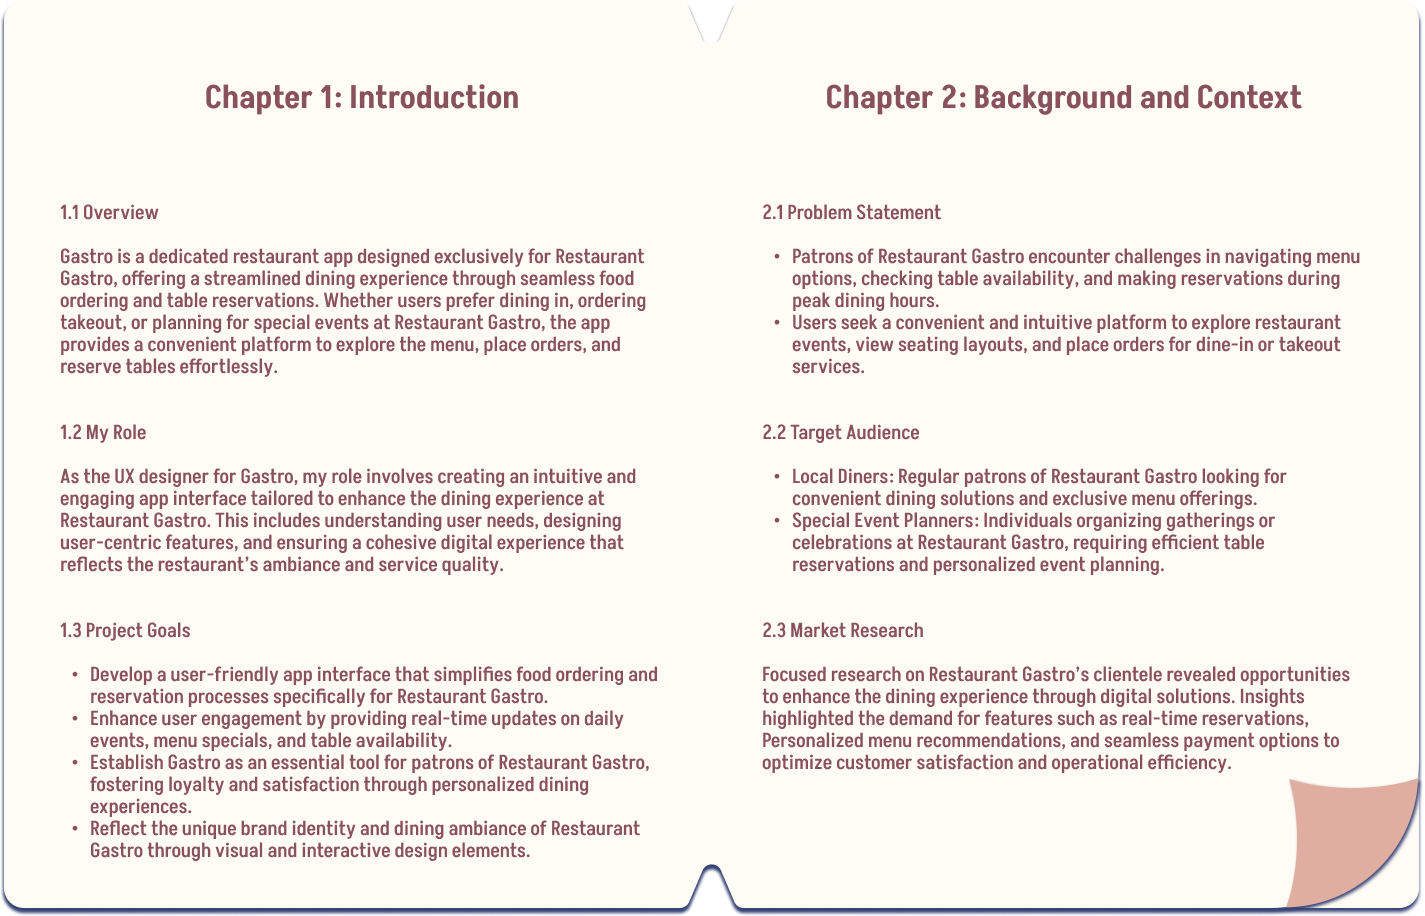 Chapter 1: Introduction
1.1 Overview
Gastro is a dedicated restaurant app designed exclusively for Restaurant
Gastro, offering a streamlined dining experience through seamless food
ordering and table reservations. Whether users prefer dining in, ordering
takeout, or planning for special events at Restaurant Gastro, the app
provides a convenient platform to explore the menu, place orders, and
reserve tables effortlessly.
1.2 My Role
As the UX designer for Gastro, my role involves creating an intuitive and
engaging app interface tailored to enhance the dining experience at
Restaurant Gastro. This includes understanding user needs, designing
user-centric features, and ensuring a cohesive digital experience that
reflects the restaurant's ambiance and service quality.
1.3 Project Goals
• Develop a user-friendly app interface that simplifies food ordering and
reservation processes specifically for Restaurant Gastro.
• Enhance user engagement by providing real-time updates on daily
events, menu specials, and table availability.
• Establish Gastro as an essential tool for patrons of Restaurant Gastro,
fostering loyalty and satisfaction through personalized dining
experiences.
• Reflect the unique brand identity and dining ambiance of Restaurant
Gastro through visual and interactive design elements.
Chapter 2: Background and Context
2.1 Problem Statement
• Patrons of Restaurant Gastro encounter challenges in navigating menu
options, checking table availability, and making reservations during
peak dining hours.
• Users seek a convenient and intuitive platform to explore restaurant
events, view seating layouts, and place orders for dine-in or takeout
services.
2.2 Target Audience
• Local Diners: Regular patrons of Restaurant Gastro looking for
convenient dining solutions and exclusive menu offerings.
• Special Event Planners: Individuals organizing gatherings or
celebrations at Restaurant Gastro, requiring efficient table
reservations and personalized event planning.
2.3 Market Research
Focused research on Restaurant Gastro's clientele revealed opportunities
to enhance the dining experience through digital solutions. Insights
highlighted the demand for features such as real-time reservations,
Personalized menu recommendations, and seamless payment options to
optimize customer satisfaction and operational efficiency.